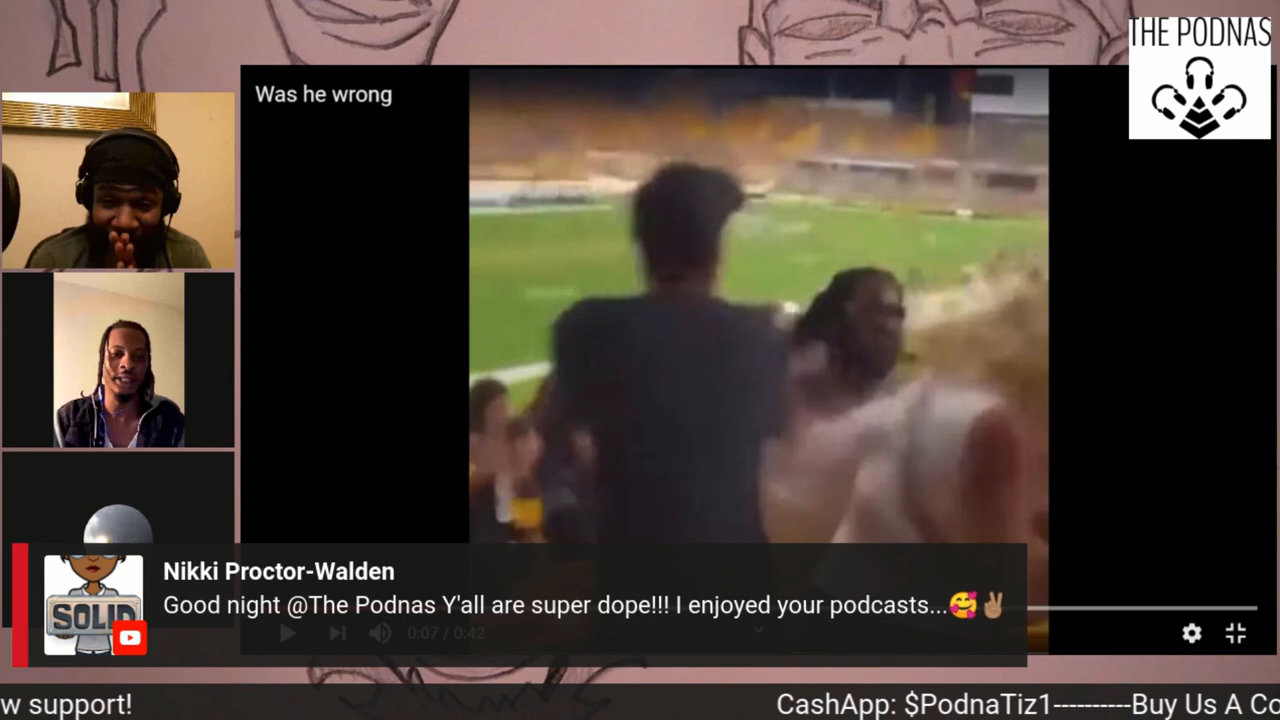 THE PODNAS
Was he wrong
SOLID
Nikki Proctor-Walden
Good night @The Podnas Y'all are super dope!!! I enjoyed your podcasts...🥰✌🏽
0:07 / 0:42
w support!
CashApp: $PodnaTiz1----------Buy Us A Co